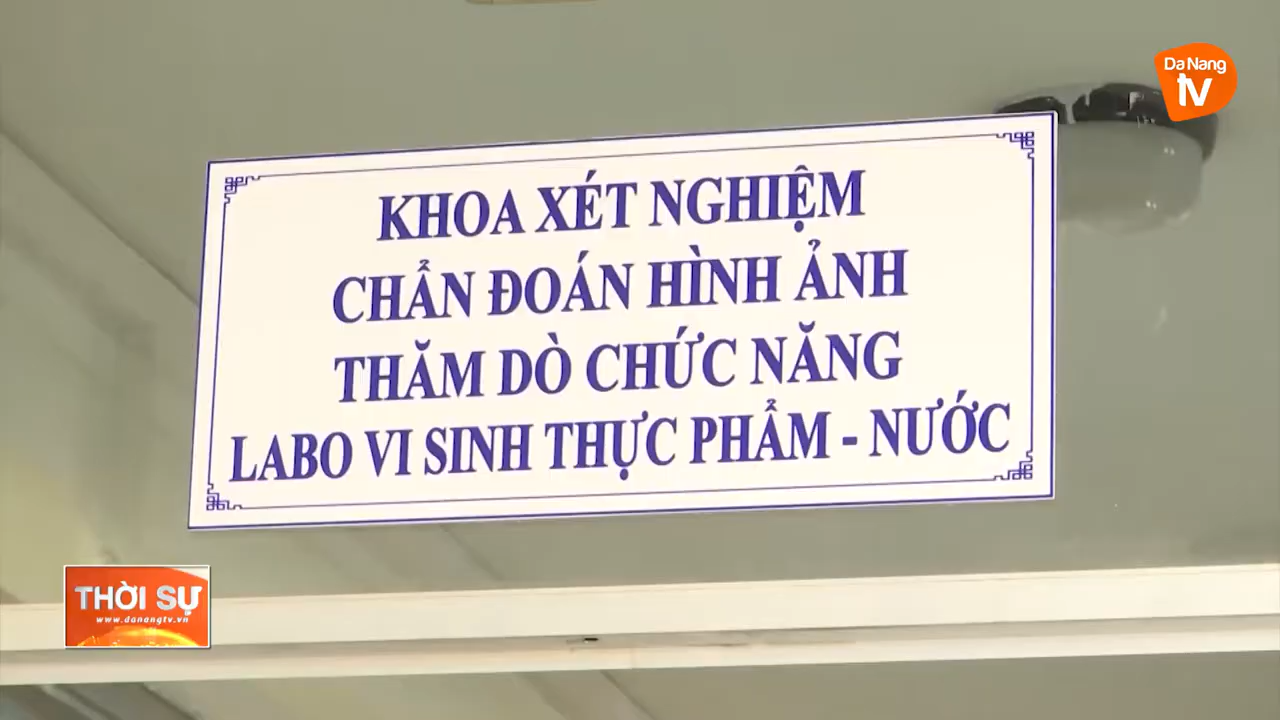 Da Nang
tv
KHOA XÉT NGHIỆM
CHẨN ĐOÁN HÌNH ẢNH
THĂM DÒ CHỨC NĂNG
LABO VI SINH THỰC PHẨM - NƯỚC
THỜI SỰ
www.danangtv.vn